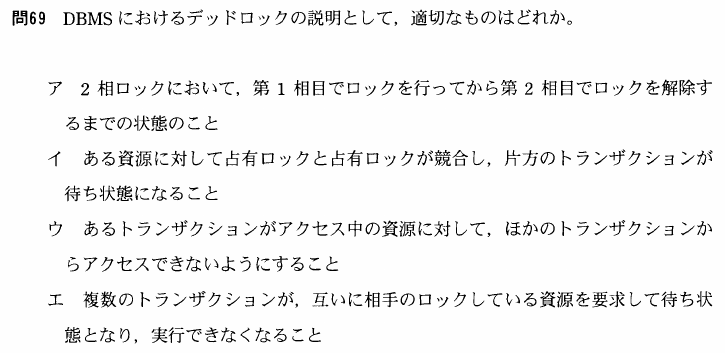 問69 DBMS におけるデッドロックの説明として，適切なものはどれか。
ア 2 相ロックにおいて，第 1 相目でロックを行ってから第 2 相目でロックを解除す
るまでの状態のこと
イ ある資源に対して占有ロックと占有ロックが競合し，片方のトランザクションが
待ち状態になること
ウ あるトランザクションがアクセス中の資源に対して，ほかのトランザクションか
らアクセスできないようにすること
エ 複数のトランザクションが，互いに相手のロックしている資源を要求して待ち状
態となり，実行できなくなること